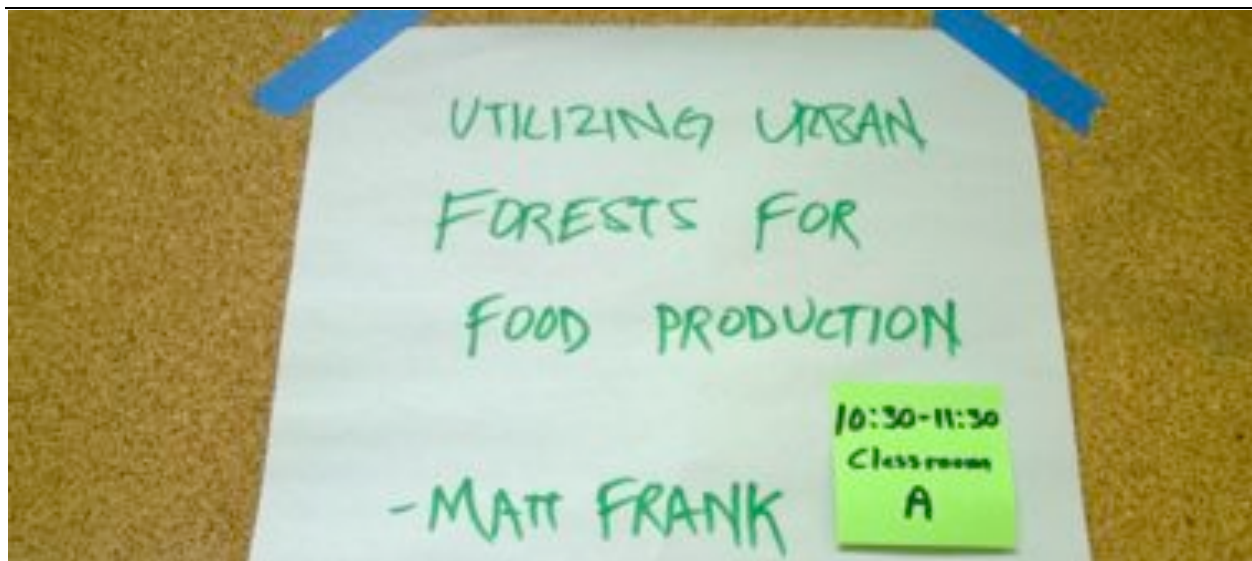 UTILIZING URBAN
FORESTS FOR
FOOD PRODUCTION
-MATT FRANK
10:30-11:30
Classroom
A